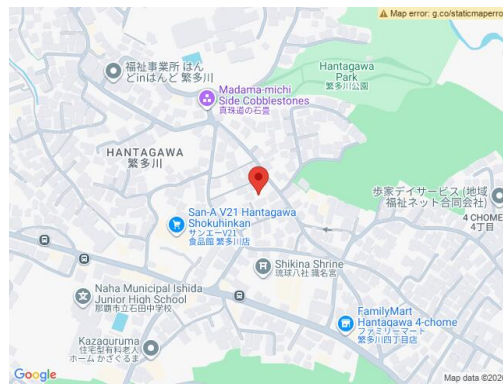 Map error: g.co/staticmaperro
福祉事業所 はん
どinはんど 繁多川
Hantagawa
Park
繁多川公園
Madama-michi
Side Cobblestones
真珠道の石畳
HANTAGAWA
繁多川
歩家デイサービス (地域
福祉ネット合同会社)
4 CHOME
4丁目
San-A V21 Hantagawa
Shokuhinkan
サンエーV21
食品館 繁多川店
Shikina Shrine
琉球八社 識名宮
Naha Municipal Ishida
Junior High School
那覇市立石田中学校
FamilyMart
Hantagawa 4-chome
ファミリーマート
繁多川四丁目店
Kazaguruma
住宅型有料老人
ホーム かざぐるま
Google
Map data ©2025